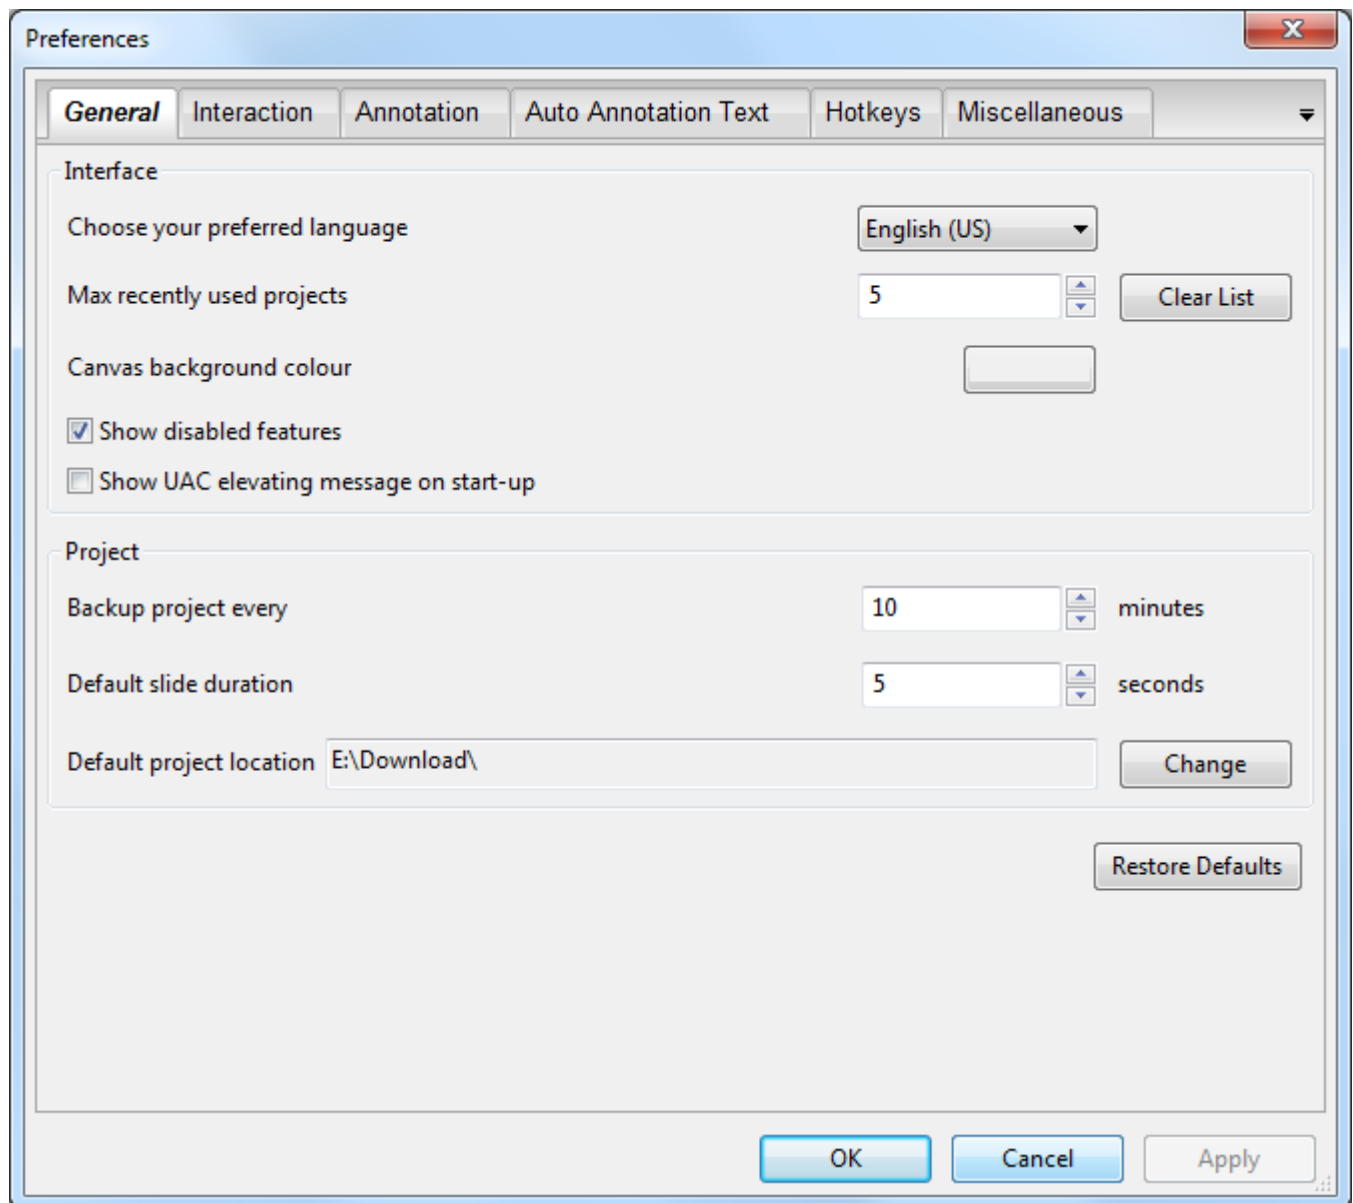 Preferences
General Interaction Annotation Auto Annotation Text Hotkeys Miscellaneous
Interface
Choose your preferred language English (US)
Max recently used projects 5 Clear List
Canvas background colour
Show disabled features
Show UAC elevating message on start-up
Project
Backup project every 10 minutes
Default slide duration 5 seconds
Default project location E:\Download\ Change
Restore Defaults
OK Cancel Apply